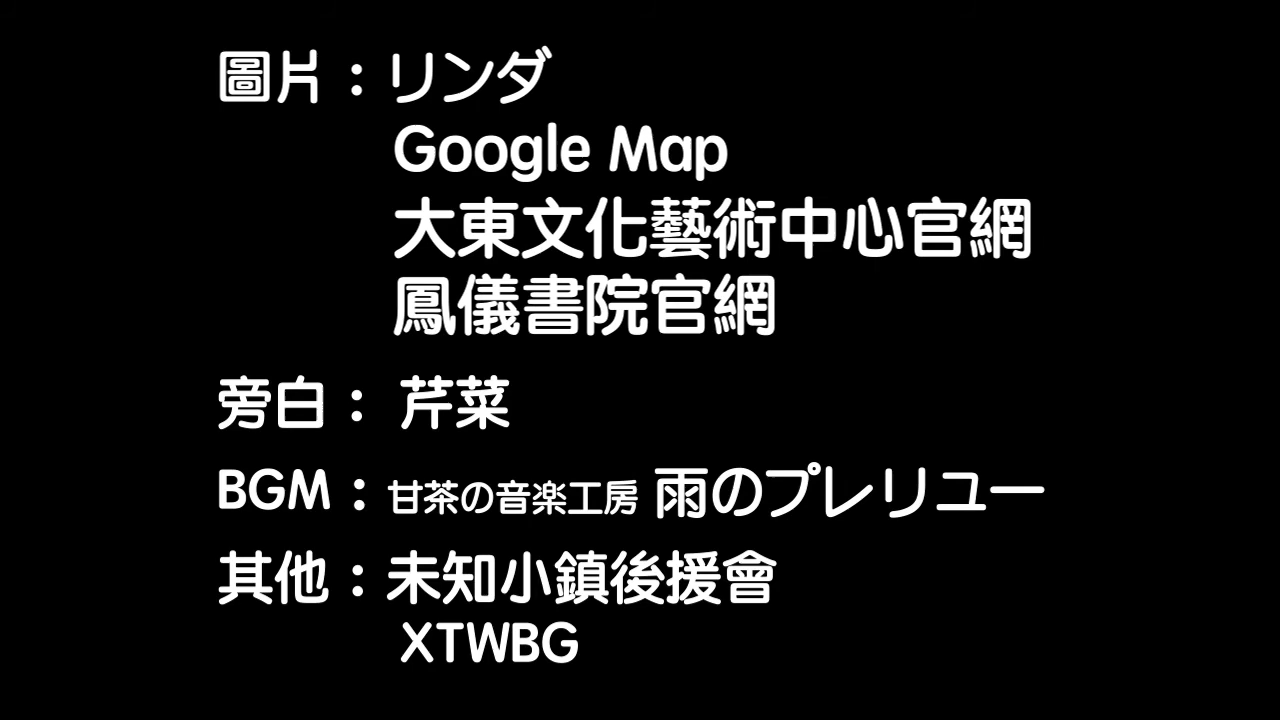 圖片：リンダ
Google Map
大東文化藝術中心官網
鳳儀書院官網
旁白： 芹菜
BGM：甘茶の音楽工房 雨のプレリユー
其他：未知小鎮後援會
XTWBG